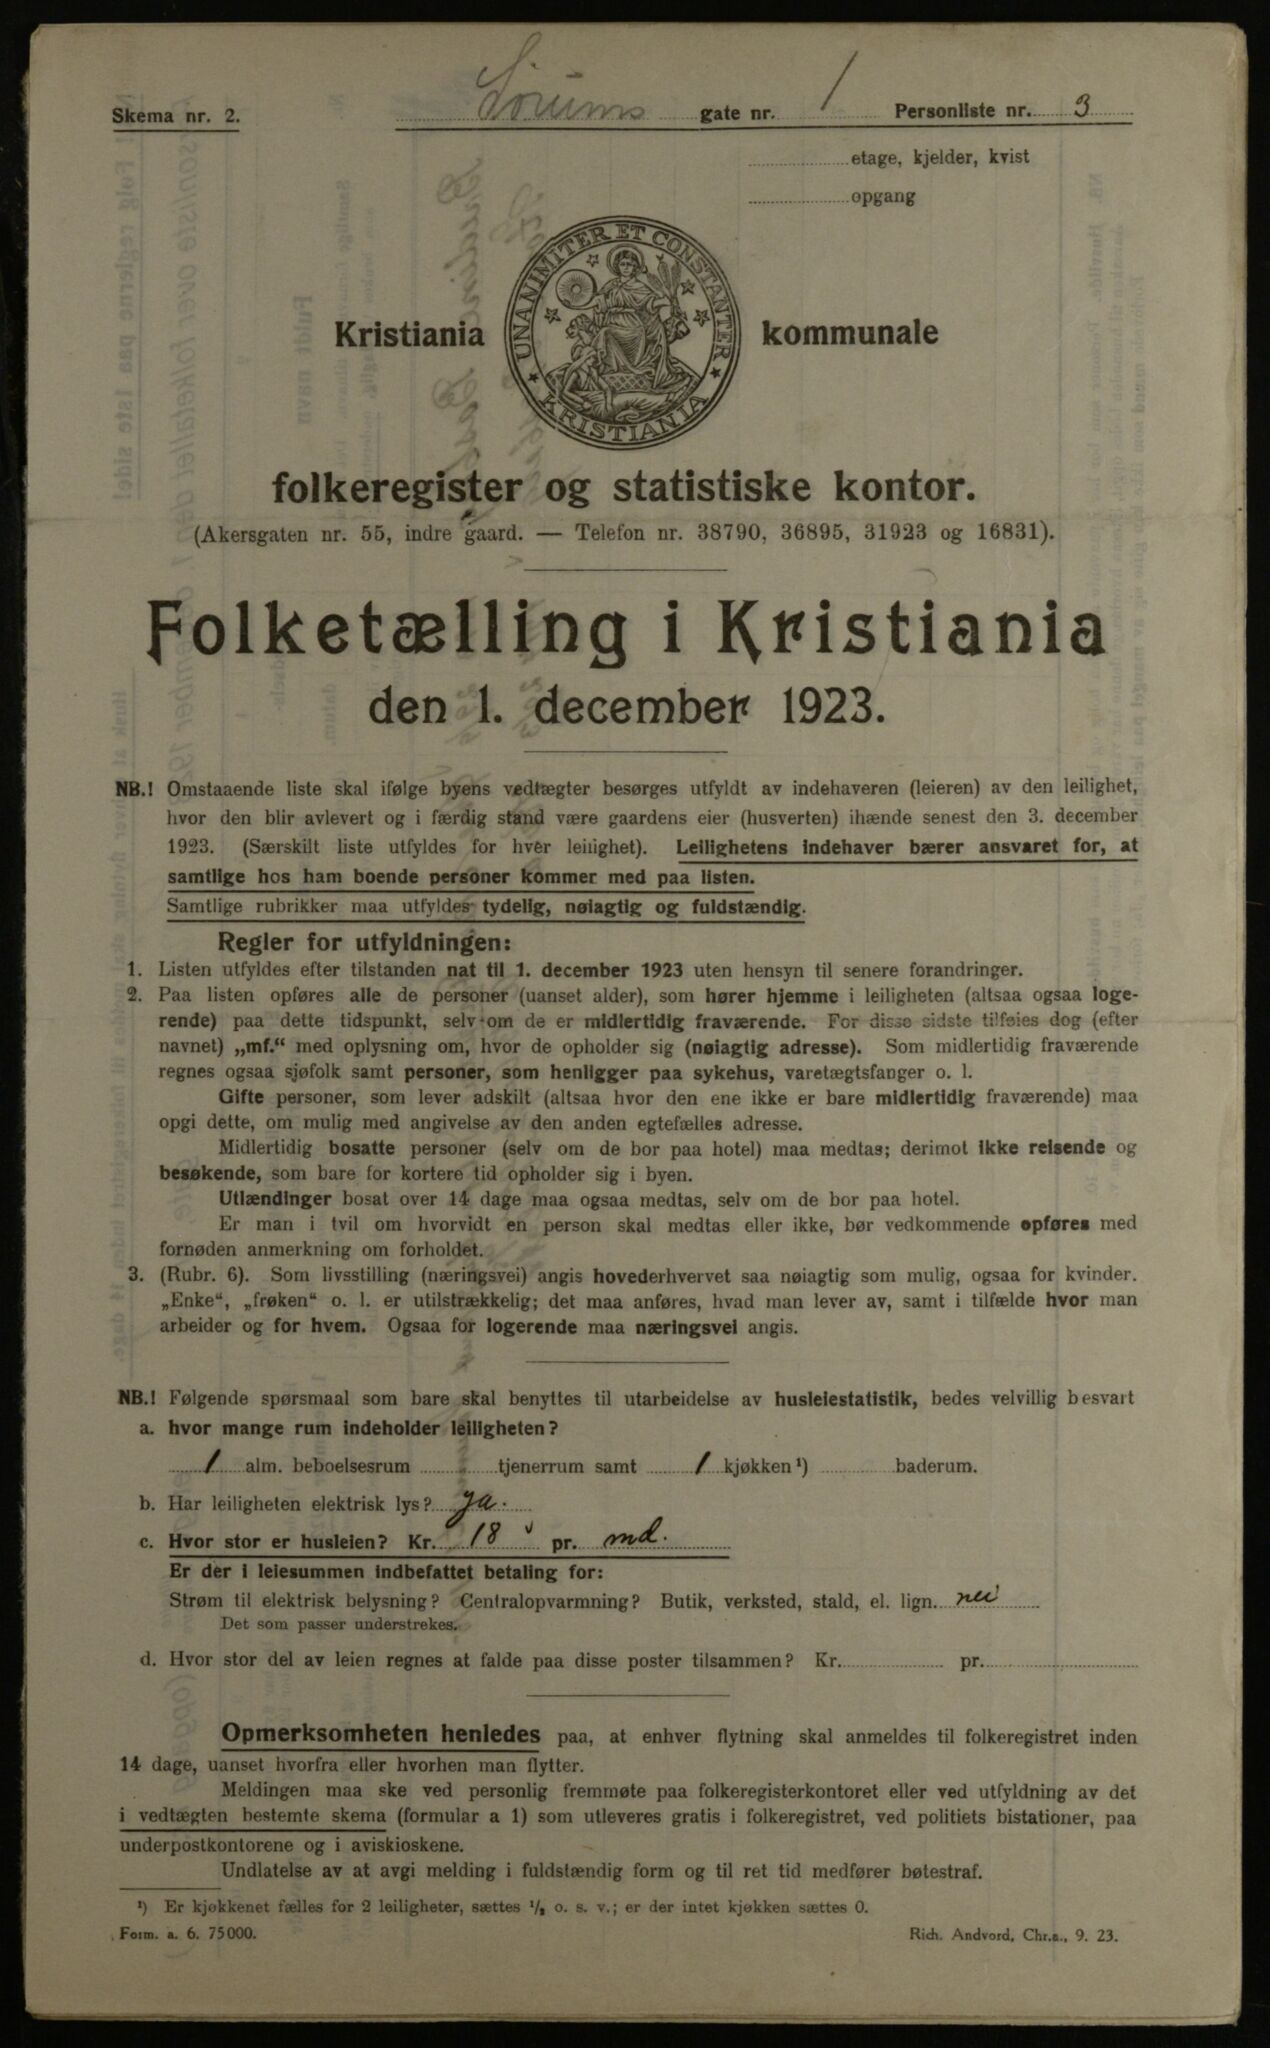 Skema nr. 2.
Sörums gate nr. 1 Personliste nr. 3
etage, kjelder, kvist
opgang
UNANIMITER ET CONSTANTER
KRISTIANIA
Kristiania kommunale
folkeregister og statistiske kontor.
(Akersgaten nr. 55, indre gaard. — Telefon nr. 38790, 36895, 31923 og 16831).
Folketælling i Kristiania
den 1. december 1923.
NB.! Omstaaende liste skal ifølge byens vedtægter besørges utfyldt av indehaveren (leieren) av den leilighet,
hvor den blir avlevert og i færdig stand være gaardens eier (husverten) ihænde senest den 3. december
1923. (Særskilt liste utfyldes for hver leilighet). Leilighetens indehaver bærer ansvaret for, at
samtlige hos ham boende personer kommer med paa listen.
Samtlige rubrikker maa utfyldes tydelig, nøiagtig og fuldstændig.
Regler for utfyldningen:
1. Listen utfyldes efter tilstanden nat til 1. december 1923 uten hensyn til senere forandringer.
2. Paa listen opføres alle de personer (uanset alder), som hører hjemme i leiligheten (altsaa ogsaa loge-
rende) paa dette tidspunkt, selv om de er midlertidig fraværende. For disse sidste tilføies dog (efter
navnet) „mf.“ med oplysning om, hvor de opholder sig (nøiagtig adresse). Som midlertidig fraværende
regnes ogsaa sjøfolk samt personer, som henligger paa sykehus, varetægtsfanger o. l.
Gifte personer, som lever adskilt (altsaa hvor den ene ikke er bare midlertidig fraværende) maa
opgi dette, om mulig med angivelse av den anden egtefælles adresse.
Midlertidig bosatte personer (selv om de bor paa hotel) maa medtas; derimot ikke reisende og
besøkende, som bare for kortere tid opholder sig i byen.
Utlændinger bosat over 14 dage maa ogsaa medtas, selv om de bor paa hotel.
Er man i tvil om hvorvidt en person skal medtas eller ikke, bør vedkommende opføres med
fornøden anmerkning om forholdet.
3. (Rubr. 6). Som livsstilling (næringsvei) angis hovederhvervet saa nøiagtig som mulig, ogsaa for kvinder.
„Enke“, „frøken“ o. l. er utilstrækkelig; det maa anføres, hvad man lever av, samt i tilfælde hvor man
arbeider og for hvem. Ogsaa for logerende maa næringsvei angis.
NB.! Følgende spørsmaal som bare skal benyttes til utarbeidelse av husleiestatistik, bedes velvillig besvart
a. hvor mange rum indeholder leiligheten?
1 alm. beboelsesrum tjenerrum samt 1 kjøkken¹) baderum.
b. Har leiligheten elektrisk lys? ja.
c. Hvor stor er husleien? Kr. 18 pr. md.
Er der i leiesummen indbefattet betaling for:
Strøm til elektrisk belysning? Centralopvarmning? Butik, verksted, stald, el. lign. nei
Det som passer understrekes.
d. Hvor stor del av leien regnes at falde paa disse poster tilsammen? Kr. pr.
Opmerksomheten henledes paa, at enhver flytning skal anmeldes til folkeregistret inden
14 dage, uanset hvorfra eller hvorhen man flytter.
Meldingen maa ske ved personlig fremmøte paa folkeregisterkontoret eller ved utfyldning av det
i vedtægten bestemte skema (formular a 1) som utleveres gratis i folkeregistret, ved politiets bistationer, paa
underpostkontorene og i aviskioskene.
Undlatelse av at avgi melding i fuldstændig form og til ret tid medfører bøtestraf.
¹) Er kjøkkenet fælles for 2 leiligheter, sættes ½ o. s. v.; er der intet kjøkken sættes 0.
Form. a. 6. 75000. Rich. Andvord, Chr.a., 9. 23.